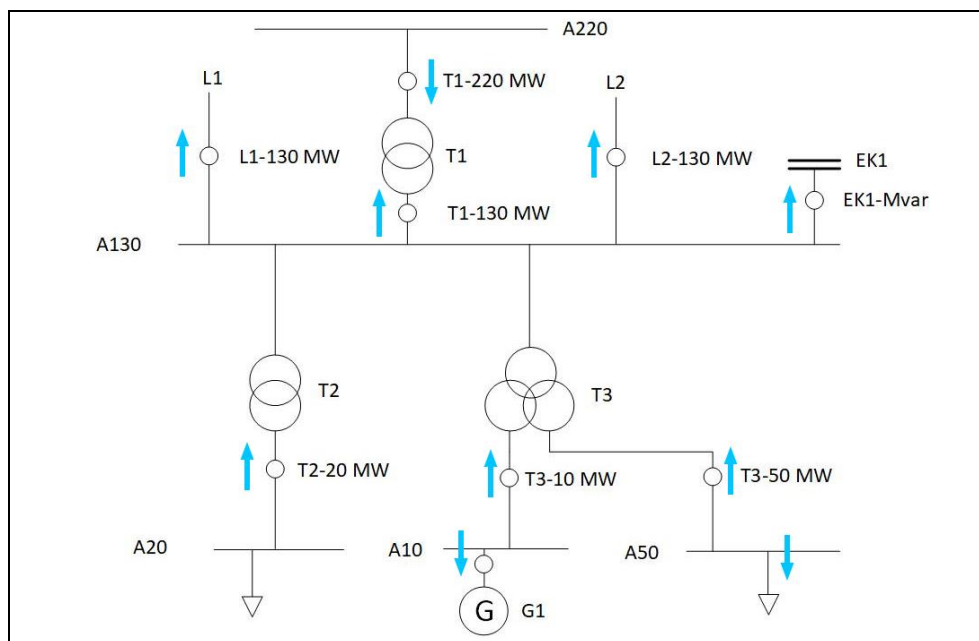 A220
T1-220 MW
L1
L2
L1-130 MW
T1
L2-130 MW
EK1
EK1-Mvar
T1-130 MW
A130
T2
T3
T2-20 MW
T3-10 MW
T3-50 MW
A20
A10
A50
G
G1